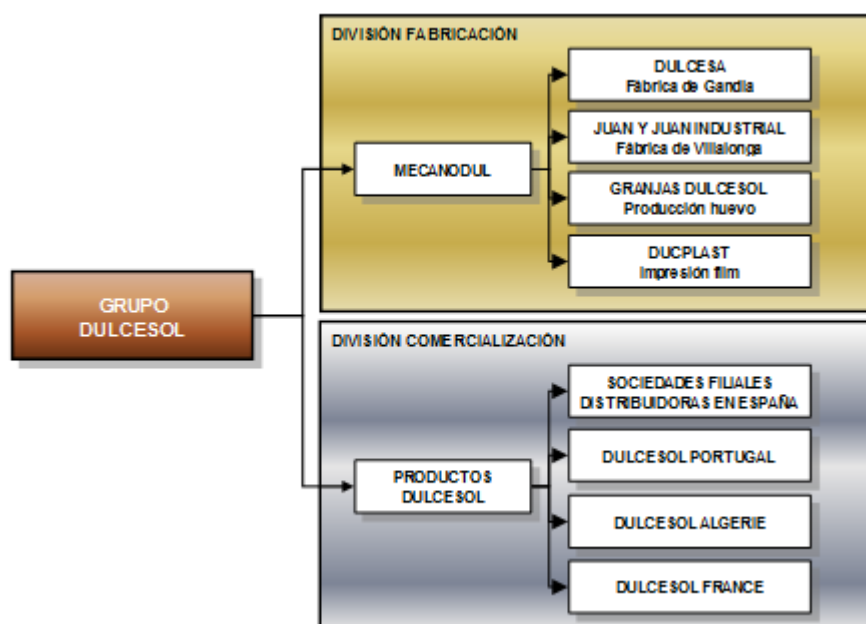 DIVISIÓN FABRICACIÓN
DULCESA
Fábrica de Gandia
JUAN Y JUAN INDUSTRIAL
Fábrica de Villalonga
MECANODUL
GRANJAS DULCESOL
Producción huevo
DUCPLAST
Impresión film
GRUPO
DULCESOL
DIVISIÓN COMERCIALIZACIÓN
SOCIEDADES FILIALES
DISTRIBUIDORAS EN ESPAÑA
DULCESOL PORTUGAL
PRODUCTOS
DULCESOL
DULCESOL ALGERIE
DULCESOL FRANCE